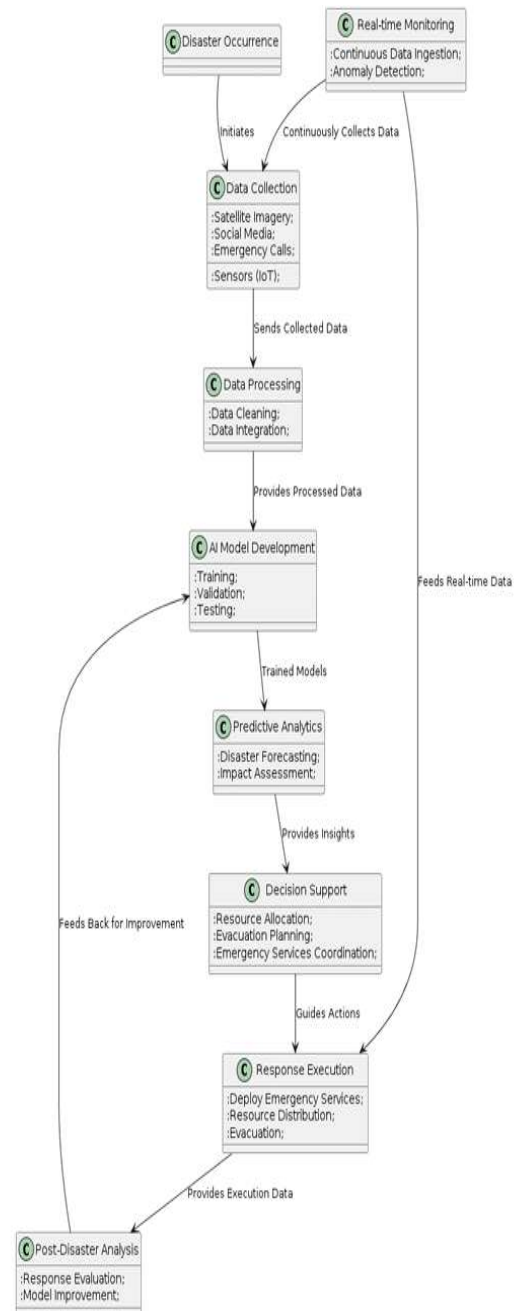 C Disaster Occurrence
C Real-time Monitoring
:Continuous Data Ingestion;
:Anomaly Detection;
Initiates
Continuously Collects Data
C Data Collection
:Satellite Imagery;
:Social Media;
:Emergency Calls;
:Sensors (IoT);
Sends Collected Data
C Data Processing
:Data Cleaning;
:Data Integration;
Provides Processed Data
C AI Model Development
:Training;
:Validation;
:Testing;
Feeds Real-time Data
Trained Models
C Predictive Analytics
:Disaster Forecasting;
:Impact Assessment;
Provides Insights
C Decision Support
:Resource Allocation;
:Evacuation Planning;
:Emergency Services Coordination;
Feeds Back for Improvement
Guides Actions
C Response Execution
:Deploy Emergency Services;
:Resource Distribution;
:Evacuation;
Provides Execution Data
C Post-Disaster Analysis
:Response Evaluation;
:Model Improvement;